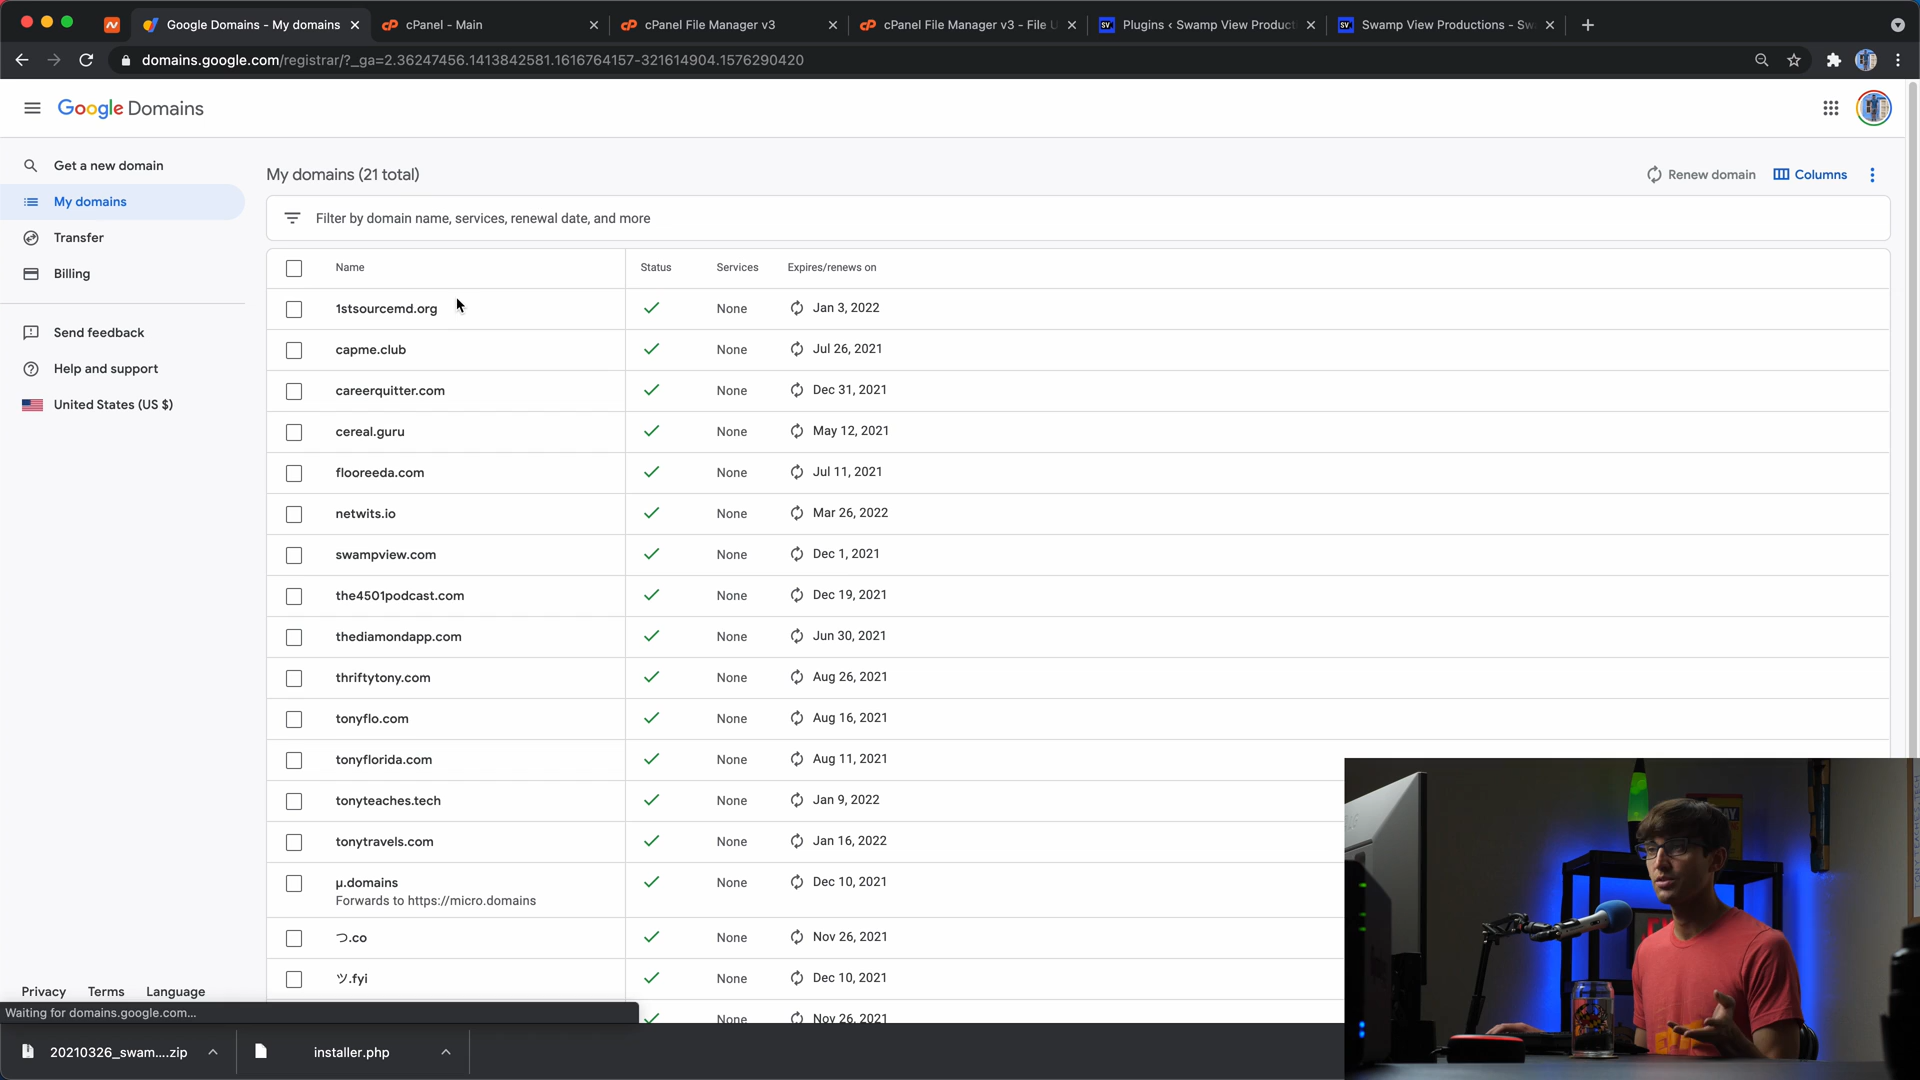 Google Domains - My domains
cPanel - Main
cPanel File Manager v3
cPanel File Manager v3 - File U
SV
Plugins ‹ Swamp View Product
SV
Swamp View Productions - Sw
domains.google.com/registrar/?_ga=2.36247456.1413842581.1616764157-321614904.1576290420
Google Domains
Get a new domain
My domains
Transfer
Billing
Send feedback
Help and support
United States (US $)
My domains (21 total)
Renew domain
Columns
Filter by domain name, services, renewal date, and more
Name Status Services Expires/renews on
1stsourcemd.org None Jan 3, 2022
capme.club None Jul 26, 2021
careerquitter.com None Dec 31, 2021
cereal.guru None May 12, 2021
flooreeda.com None Jul 11, 2021
netwits.io None Mar 26, 2022
swampview.com None Dec 1, 2021
the4501podcast.com None Dec 19, 2021
thediamondapp.com None Jun 30, 2021
thriftytony.com None Aug 26, 2021
tonyflo.com None Aug 16, 2021
tonyflorida.com None Aug 11, 2021
tonyteaches.tech None Jan 9, 2022
tonytravels.com None Jan 16, 2022
μ.domains None Dec 10, 2021
Forwards to https://micro.domains
つ.co None Nov 26, 2021
ツ.fyi None Dec 10, 2021
None Nov 26, 2021
Privacy Terms Language
Waiting for domains.google.com...
20210326_swam....zip
installer.php